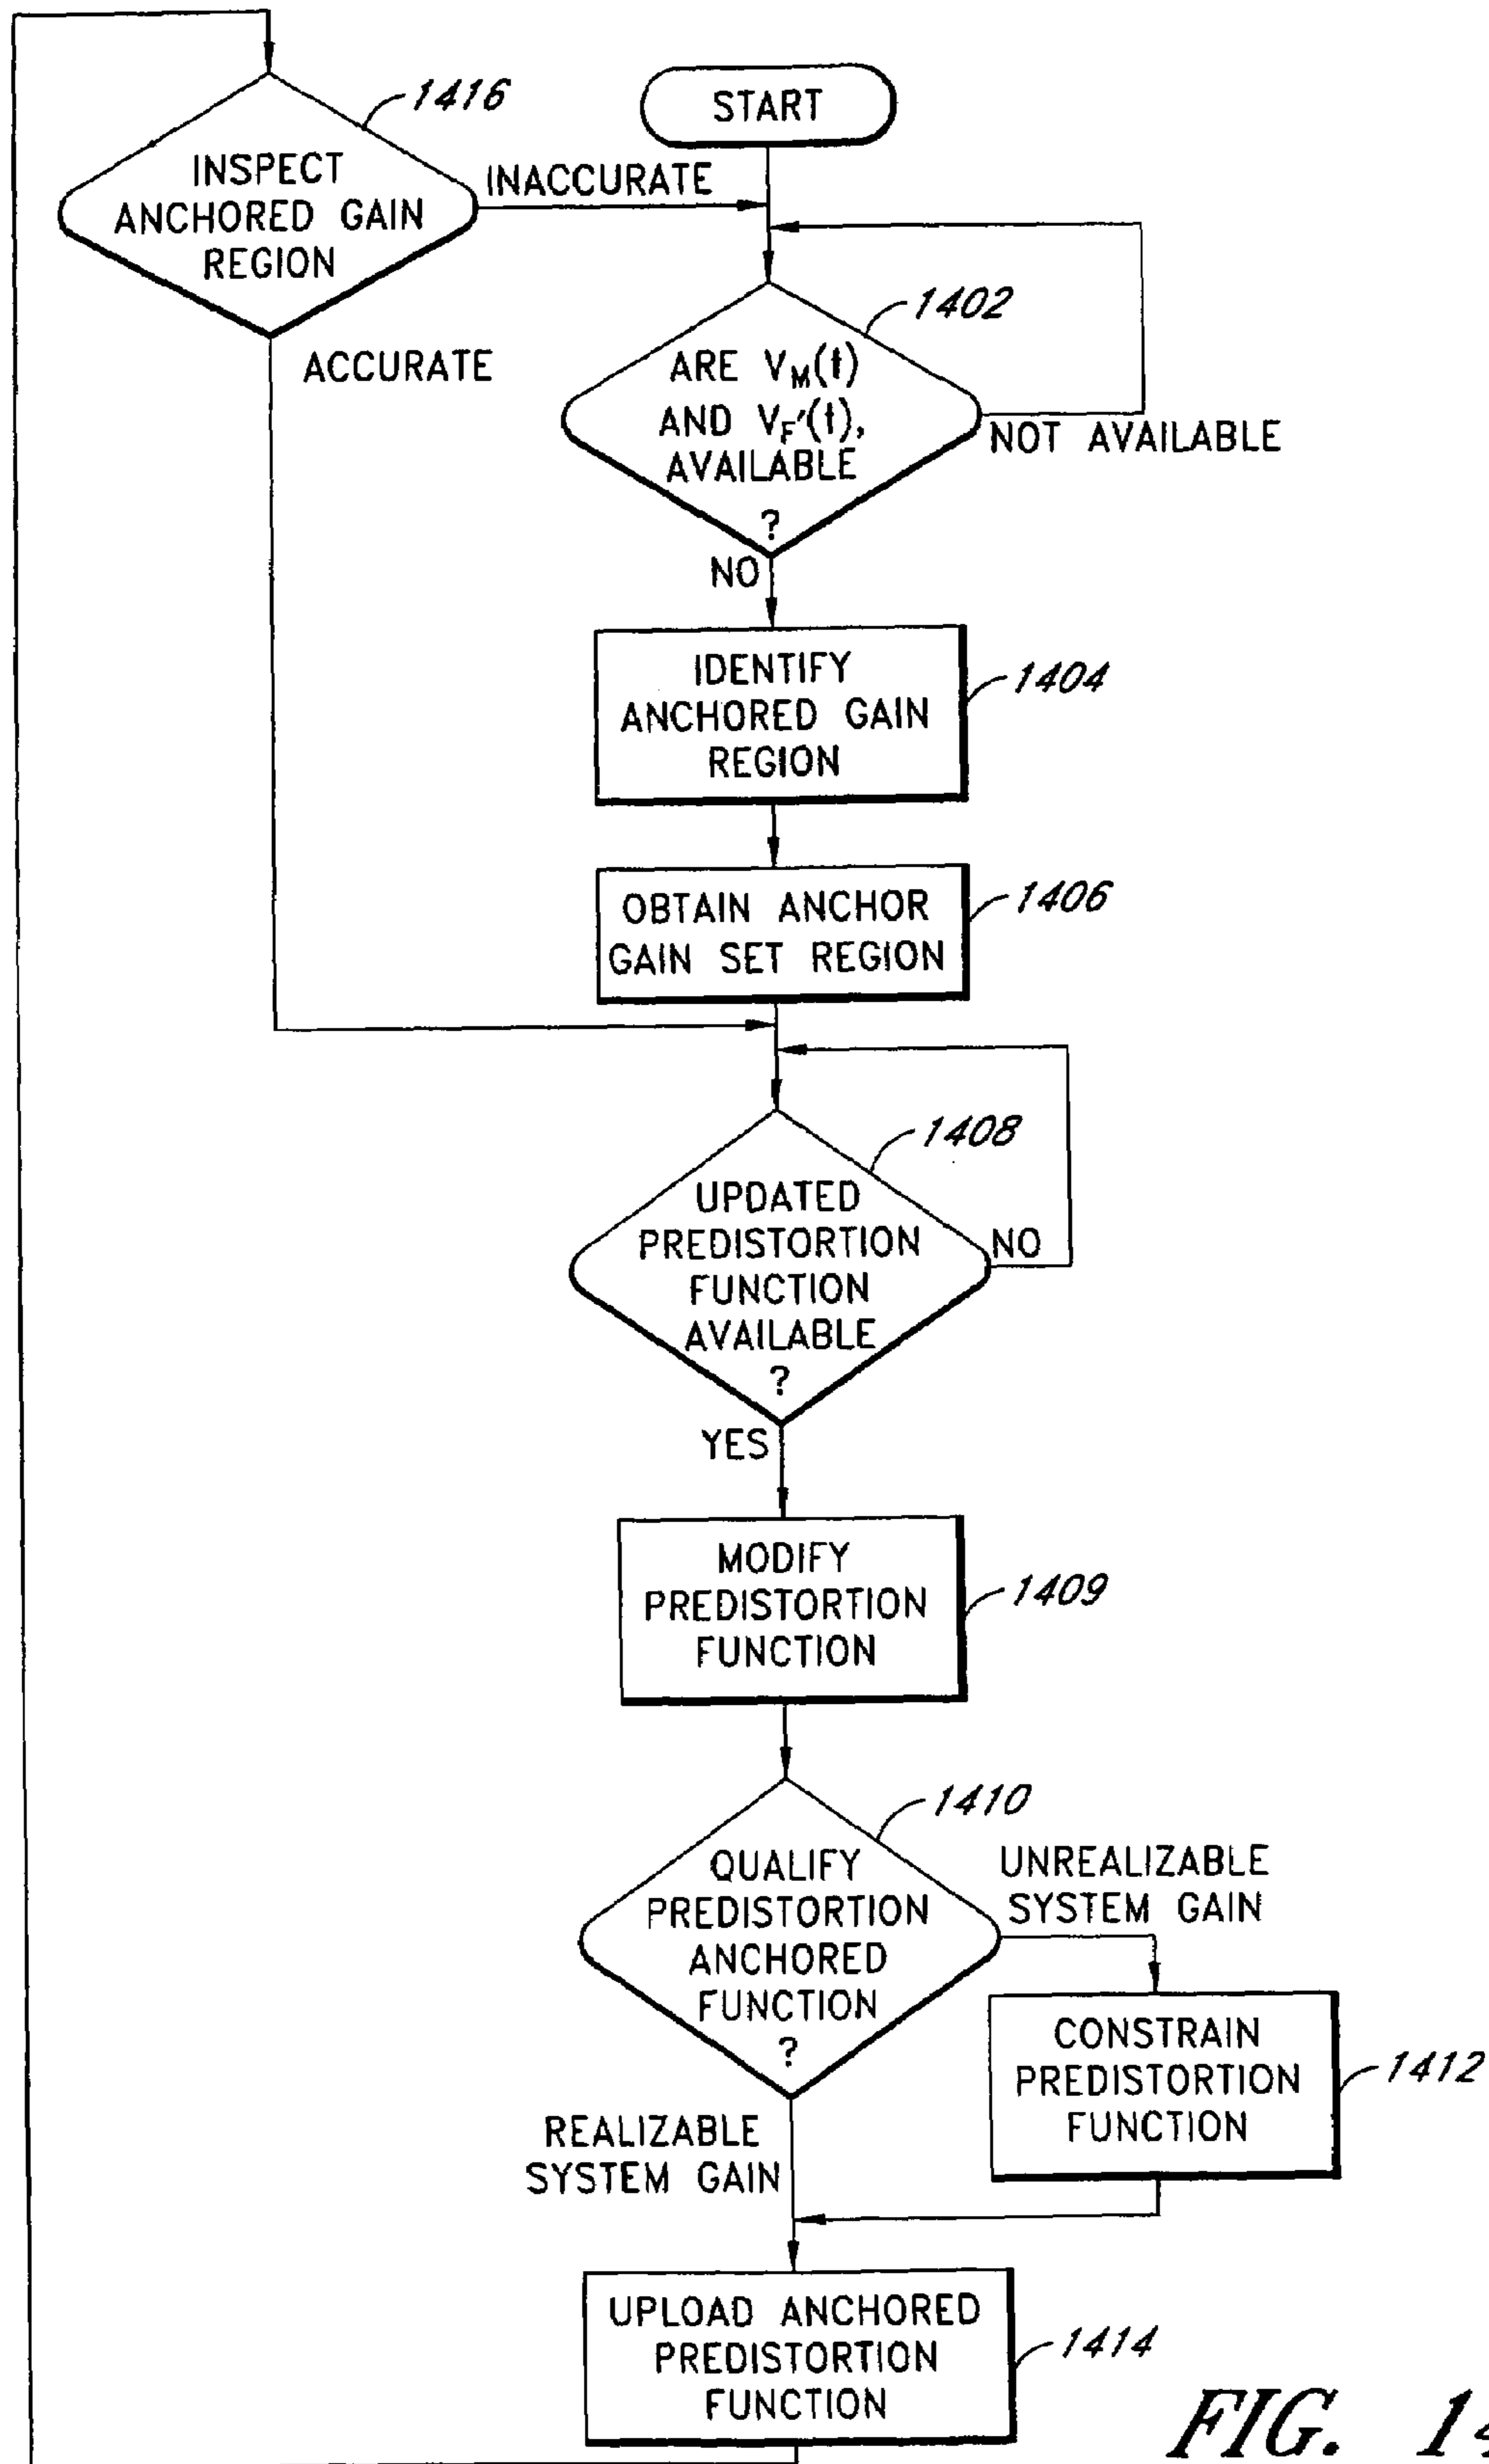 START
1416
INSPECT
ANCHORED GAIN
REGION
INACCURATE
ACCURATE
1402
ARE VM(t)
AND VF'(t),
AVAILABLE
?
NOT AVAILABLE
NO
IDENTIFY
ANCHORED GAIN
REGION
1404
OBTAIN ANCHOR
GAIN SET REGION
1406
1408
UPDATED
PREDISTORTION
FUNCTION
AVAILABLE
?
NO
YES
MODIFY
PREDISTORTION
FUNCTION
1409
1410
QUALIFY
PREDISTORTION
ANCHORED
FUNCTION
?
UNREALIZABLE
SYSTEM GAIN
CONSTRAIN
PREDISTORTION
FUNCTION
1412
REALIZABLE
SYSTEM GAIN
UPLOAD ANCHORED
PREDISTORTION
FUNCTION
1414
FIG. 14